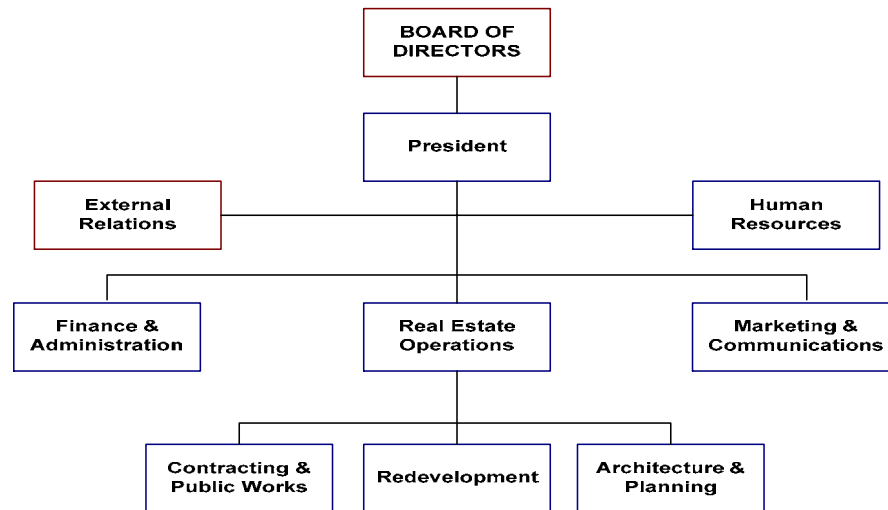 BOARD OF
DIRECTORS
President
External
Relations
Human
Resources
Finance &
Administration
Real Estate
Operations
Marketing &
Communications
Contracting &
Public Works
Redevelopment
Architecture &
Planning